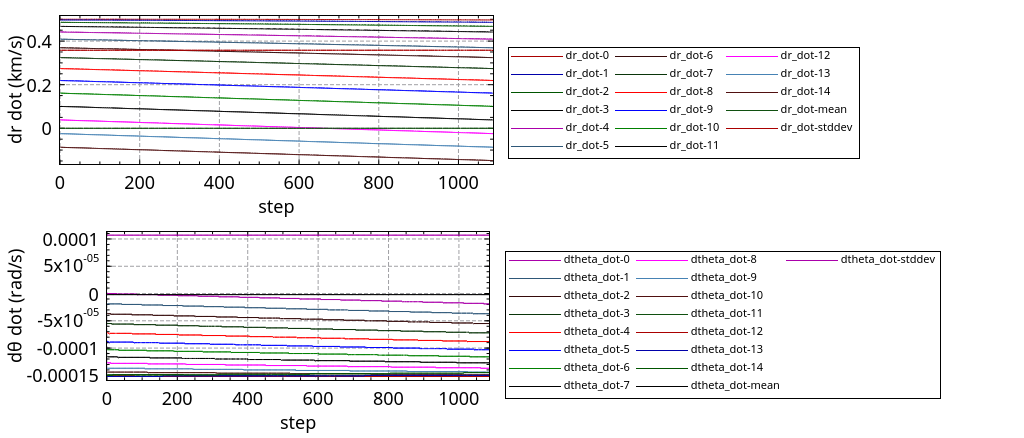 dr dot (km/s)
0.4
0.2
0
0 200 400 600 800 1000
step
dr_dot-0 dr_dot-6 dr_dot-12
dr_dot-1 dr_dot-7 dr_dot-13
dr_dot-2 dr_dot-8 dr_dot-14
dr_dot-3 dr_dot-9 dr_dot-mean
dr_dot-4 dr_dot-10 dr_dot-stddev
dr_dot-5 dr_dot-11
dθ dot (rad/s)
0.0001
5x10^-05
0
-5x10^-05
-0.0001
-0.00015
0 200 400 600 800 1000
step
dtheta_dot-0 dtheta_dot-8 dtheta_dot-stddev
dtheta_dot-1 dtheta_dot-9
dtheta_dot-2 dtheta_dot-10
dtheta_dot-3 dtheta_dot-11
dtheta_dot-4 dtheta_dot-12
dtheta_dot-5 dtheta_dot-13
dtheta_dot-6 dtheta_dot-14
dtheta_dot-7 dtheta_dot-mean